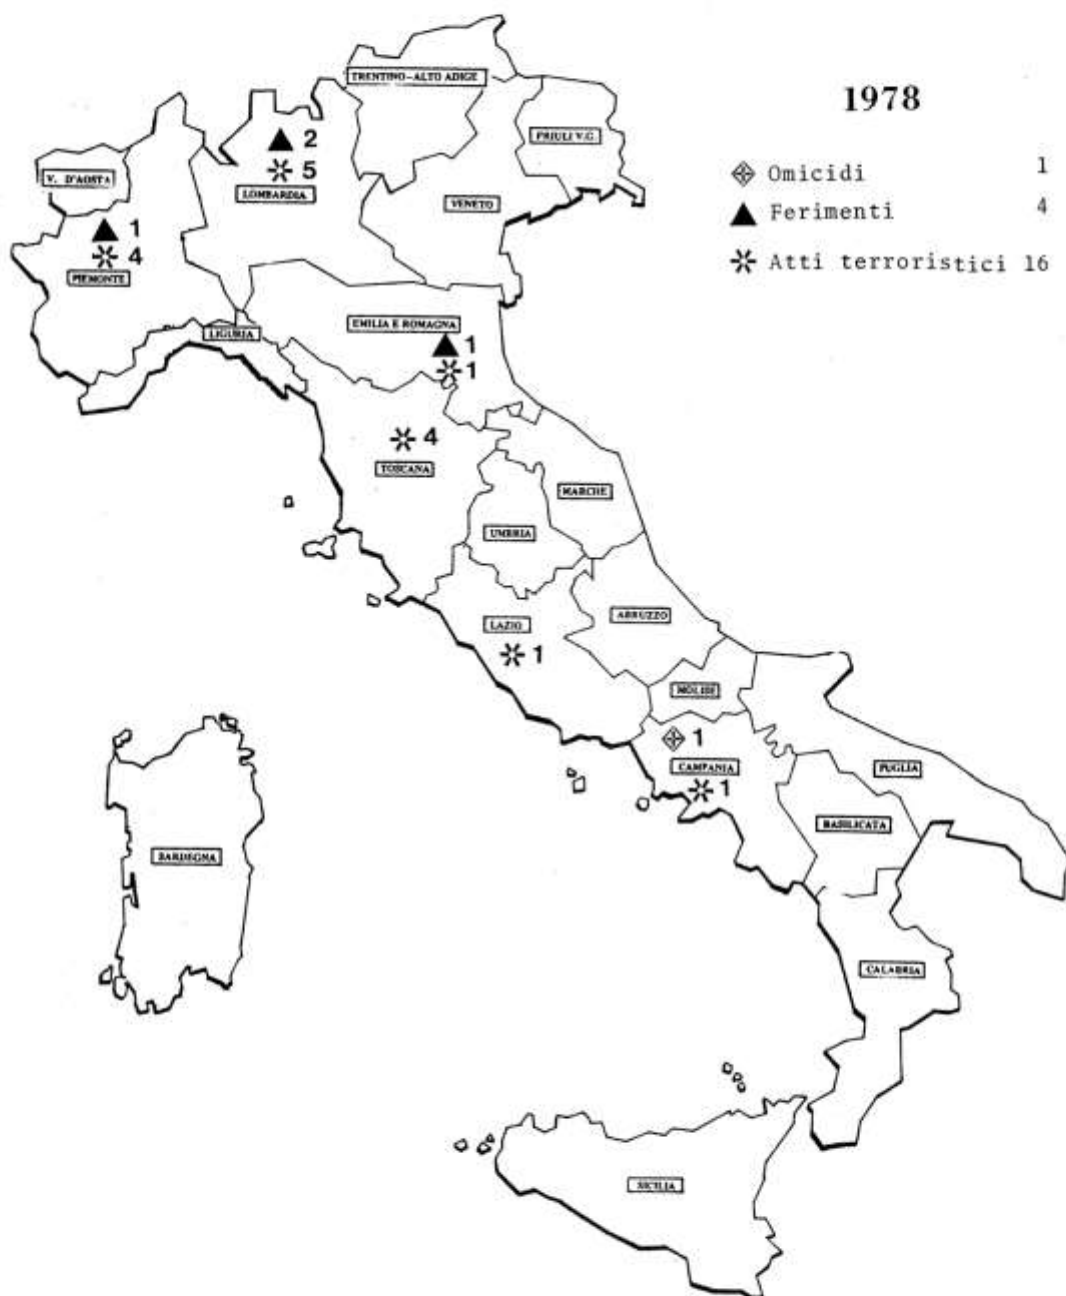 TRENTINO-ALTO ADIGE
1978
FRIULI V.G.
2
V. D'AOSTA
5
LOMBARDIA
Omicidi 1
VENETO
Ferimenti 4
1
4
Atti terroristici 16
PIEMONTE
EMILIA E ROMAGNA
LIGURIA
1
1
4
TOSCANA
MARCHE
UMBRIA
ABRUZZO
LAZIO
1
MOLISE
1
CAMPANIA
PUGLIA
1
BASILICATA
SARDEGNA
CALABRIA
SICILIA